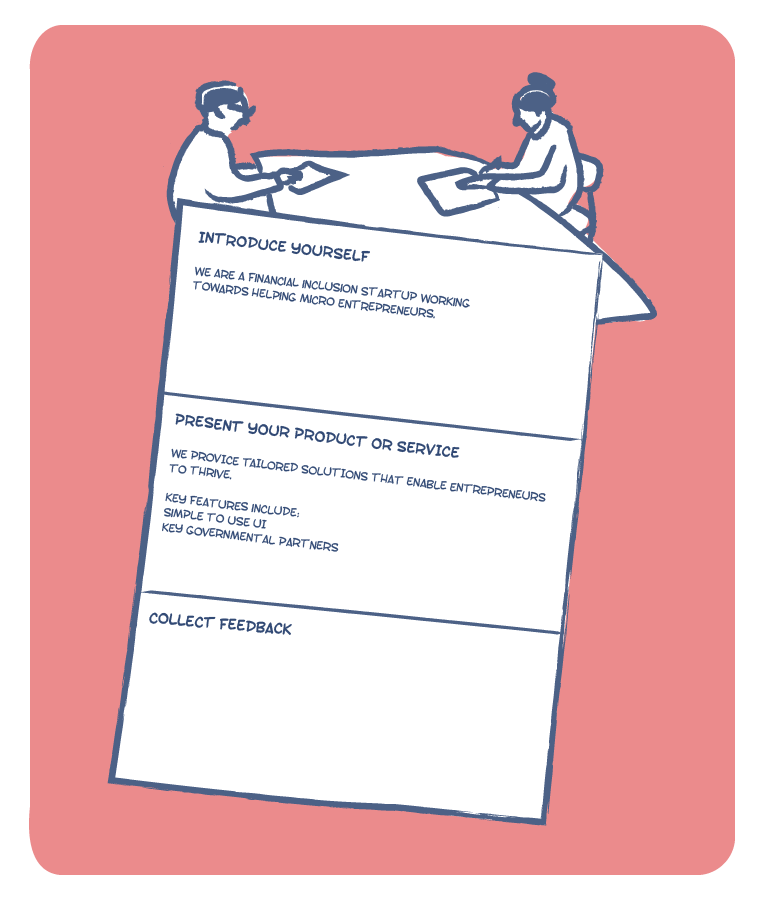 INTRODUCE YOURSELF
WE ARE A FINANCIAL INCLUSION STARTUP WORKING
TOWARDS HELPING MICRO ENTREPRENEURS.
PRESENT YOUR PRODUCT OR SERVICE
WE PROVICE TAILORED SOLUTIONS THAT ENABLE ENTREPRENEURS
TO THRIVE.
KEY FEATURES INCLUDE:
SIMPLE TO USE UI
KEY GOVERNMENTAL PARTNERS
COLLECT FEEDBACK